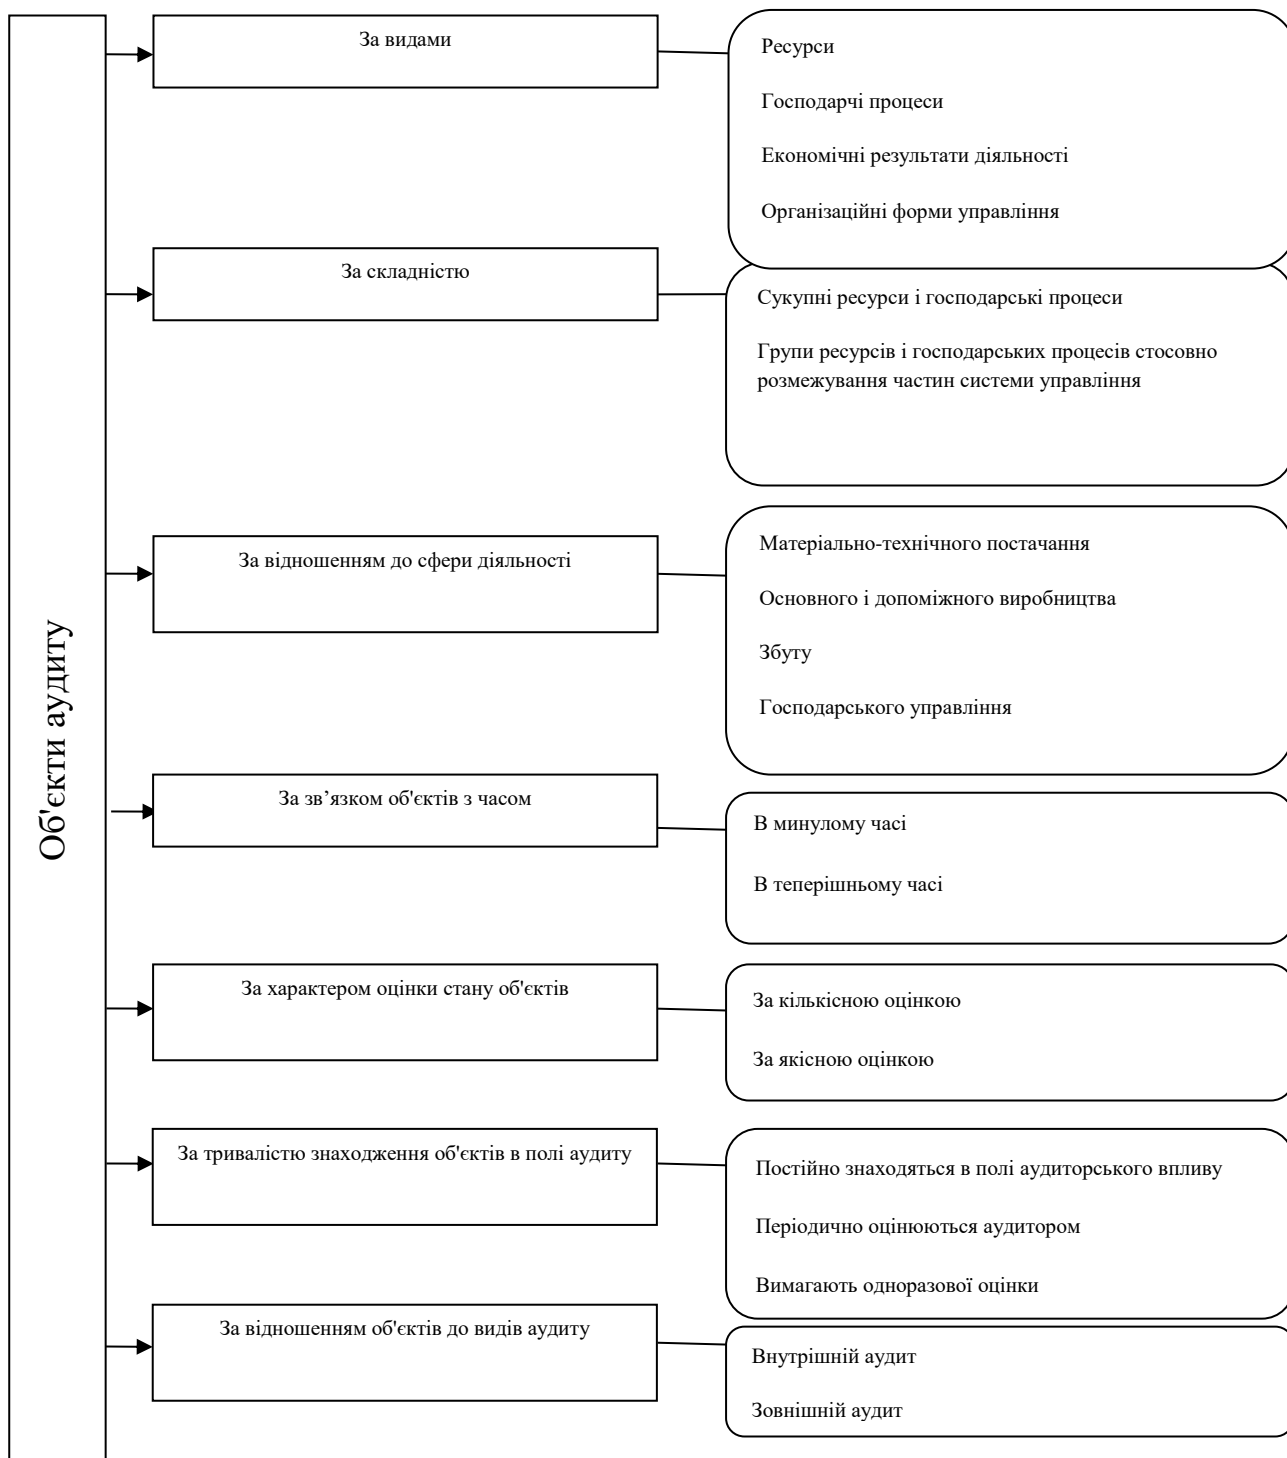 Об'єкти аудиту
За видами
Ресурси
Господарчі процеси
Економічні результати діяльності
Організаційні форми управління
За складністю
Сукупні ресурси і господарські процеси
Групи ресурсів і господарських процесів стосовно
розмежування частин системи управління
За відношенням до сфери діяльності
Матеріально-технічного постачання
Основного і допоміжного виробництва
Збуту
Господарського управління
За зв’язком об'єктів з часом
В минулому часі
В теперішньому часі
За характером оцінки стану об'єктів
За кількісною оцінкою
За якісною оцінкою
За тривалістю знаходження об'єктів в полі аудиту
Постійно знаходяться в полі аудиторського впливу
Періодично оцінюються аудитором
Вимагають одноразової оцінки
За відношенням об'єктів до видів аудиту
Внутрішній аудит
Зовнішній аудит